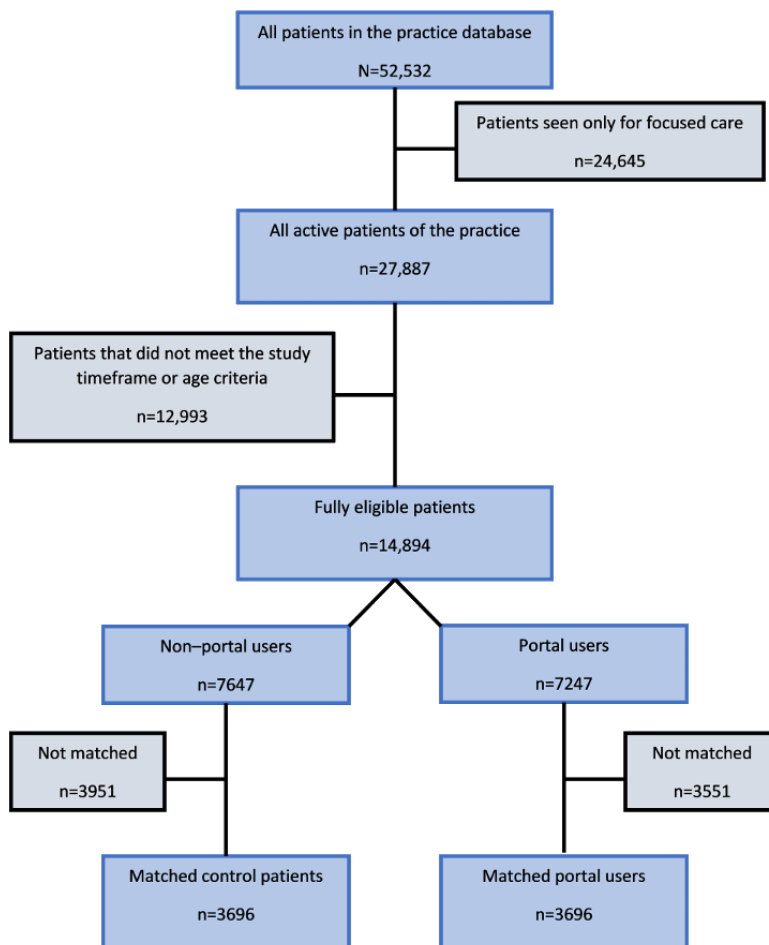 All patients in the practice database
N=52,532
Patients seen only for focused care
n=24,645
All active patients of the practice
n=27,887
Patients that did not meet the study
timeframe or age criteria
n=12,993
Fully eligible patients
n=14,894
Non–portal users
n=7647
Portal users
n=7247
Not matched
n=3951
Not matched
n=3551
Matched control patients
n=3696
Matched portal users
n=3696